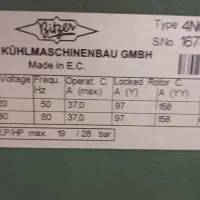 Bitzer
Type 4N
KÜHLMASCHINENBAU GMBH
S.No 167
Made in E.C.
Voltage Frequ. Operat. C. Locked Rotor C.
Hz A (max.) A (Y) A (YY)
20 50 37,0 97 158
80 60 37,0 97 158
LP/HP max. 19 / 28 bar